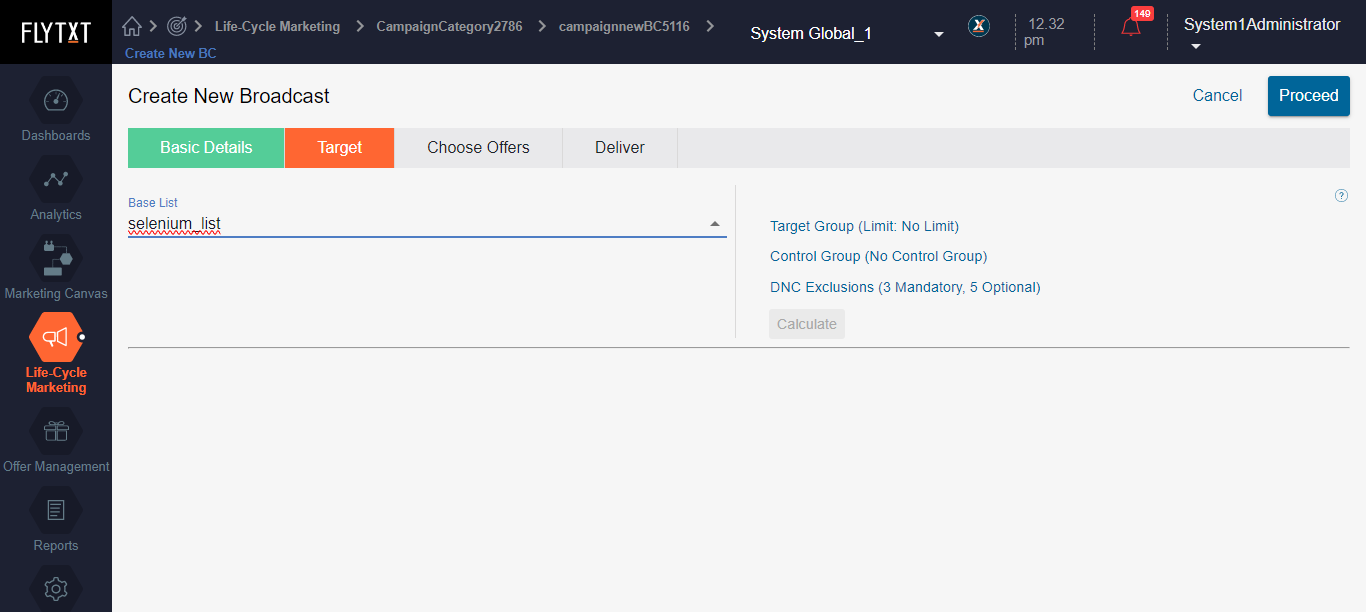 FLYTXT
Life-Cycle Marketing
CampaignCategory2786
campaignnewBC5116
Create New BC
System Global_1
X
12.32
pm
149
System1Administrator
Dashboards
Analytics
Marketing Canvas
Life-Cycle
Marketing
Offer Management
Reports
Create New Broadcast
Cancel
Proceed
Basic Details
Target
Choose Offers
Deliver
Base List
selenium_list
?
Target Group (Limit: No Limit)
Control Group (No Control Group)
DNC Exclusions (3 Mandatory, 5 Optional)
Calculate